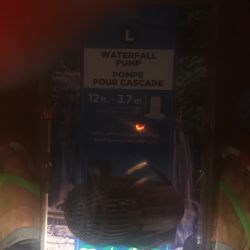 L
WATERFALL
PUMP
POMPE
POUR CASCADE
12 ft. - 3,7 m